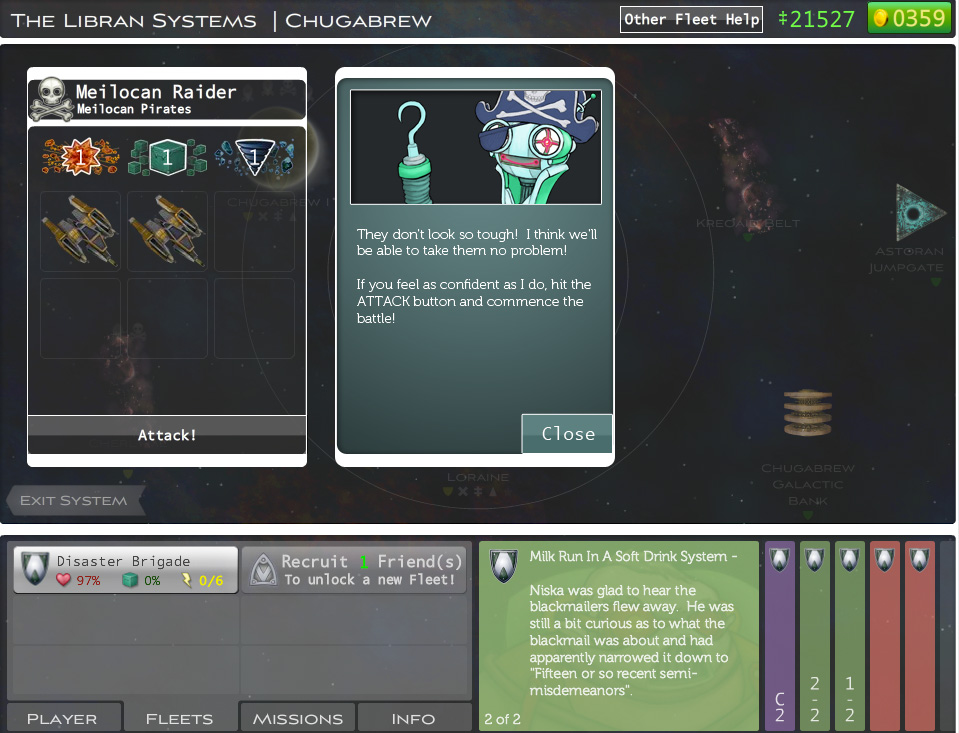 The Libran Systems | Chugabrew
Other Fleet Help
‡21527
0359
Meilocan Raider
Meilocan Pirates
1
1
1
They don't look so tough! I think we'll
be able to take them no problem!
If you feel as confident as I do, hit the
ATTACK button and commence the
battle!
Attack!
Close
Chugabrew I
Kredar Belt
Astoran
Jumpgate
Chugabrew
Galactic
Bank
Loraine
Exit System
Disaster Brigade
97%
0%
0/6
Recruit 1 Friend(s)
To unlock a new Fleet!
Milk Run In A Soft Drink System -
Niska was glad to hear the
blackmailers flew away. He was
still a bit curious as to what the
blackmail was about and had
apparently narrowed it down to
"Fifteen or so recent semi-
misdemeanors".
2 of 2
C
2
2
-
2
1
-
2
Player
Fleets
Missions
Info